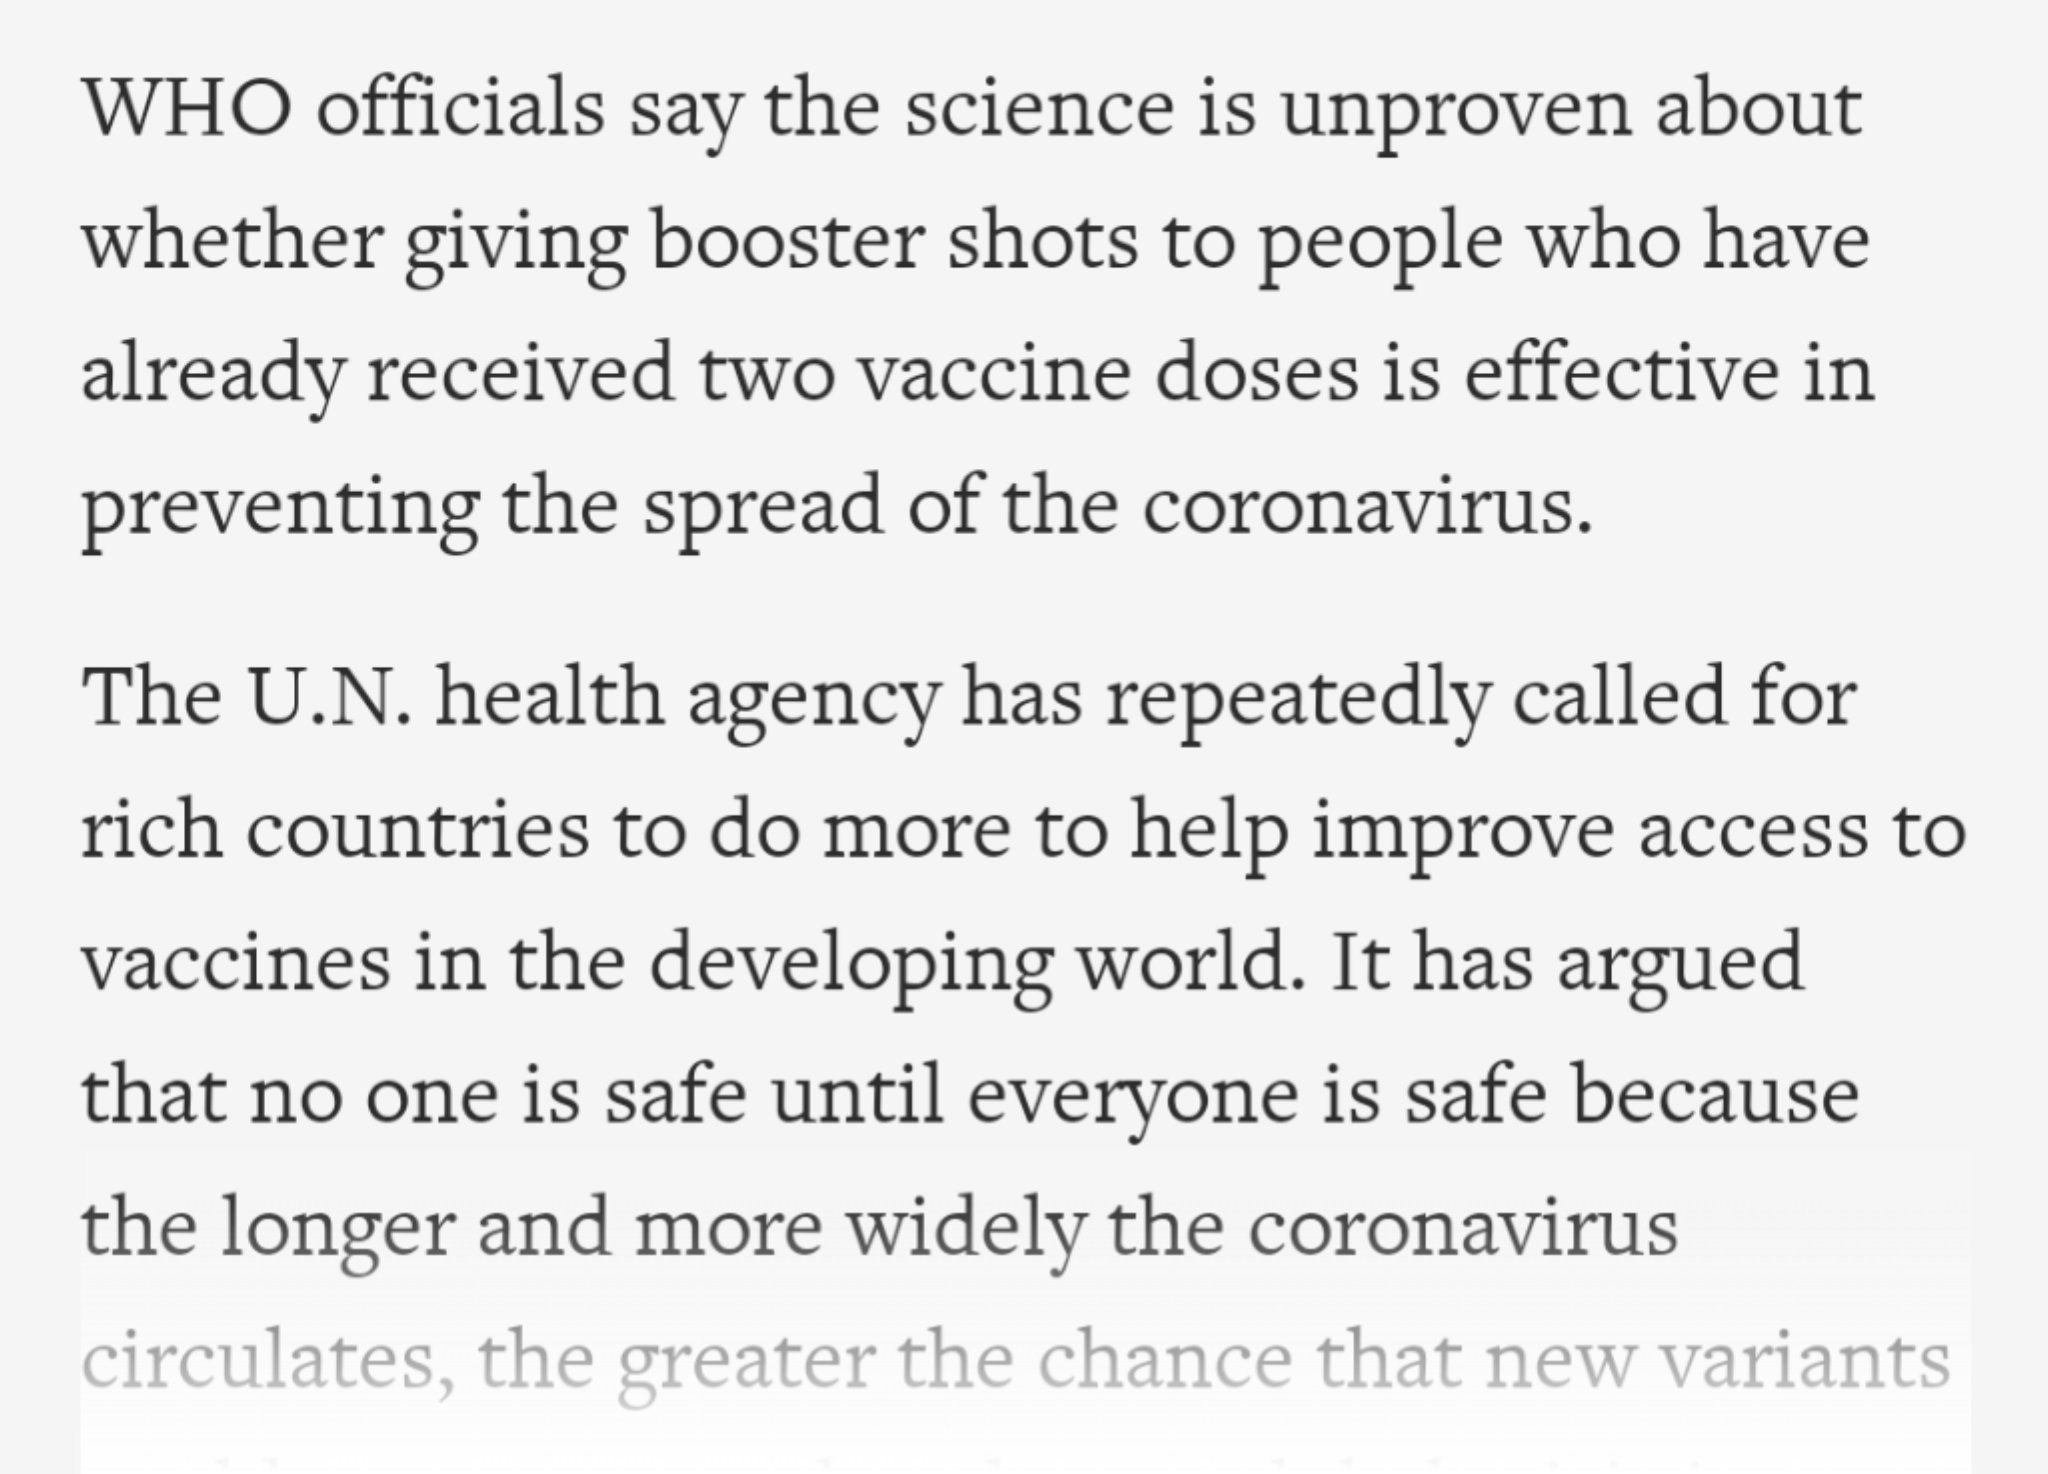 WHO officials say the science is unproven about
whether giving booster shots to people who have
already received two vaccine doses is effective in
preventing the spread of the coronavirus.
The U.N. health agency has repeatedly called for
rich countries to do more to help improve access to
vaccines in the developing world. It has argued
that no one is safe until everyone is safe because
the longer and more widely the coronavirus
circulates, the greater the chance that new variants